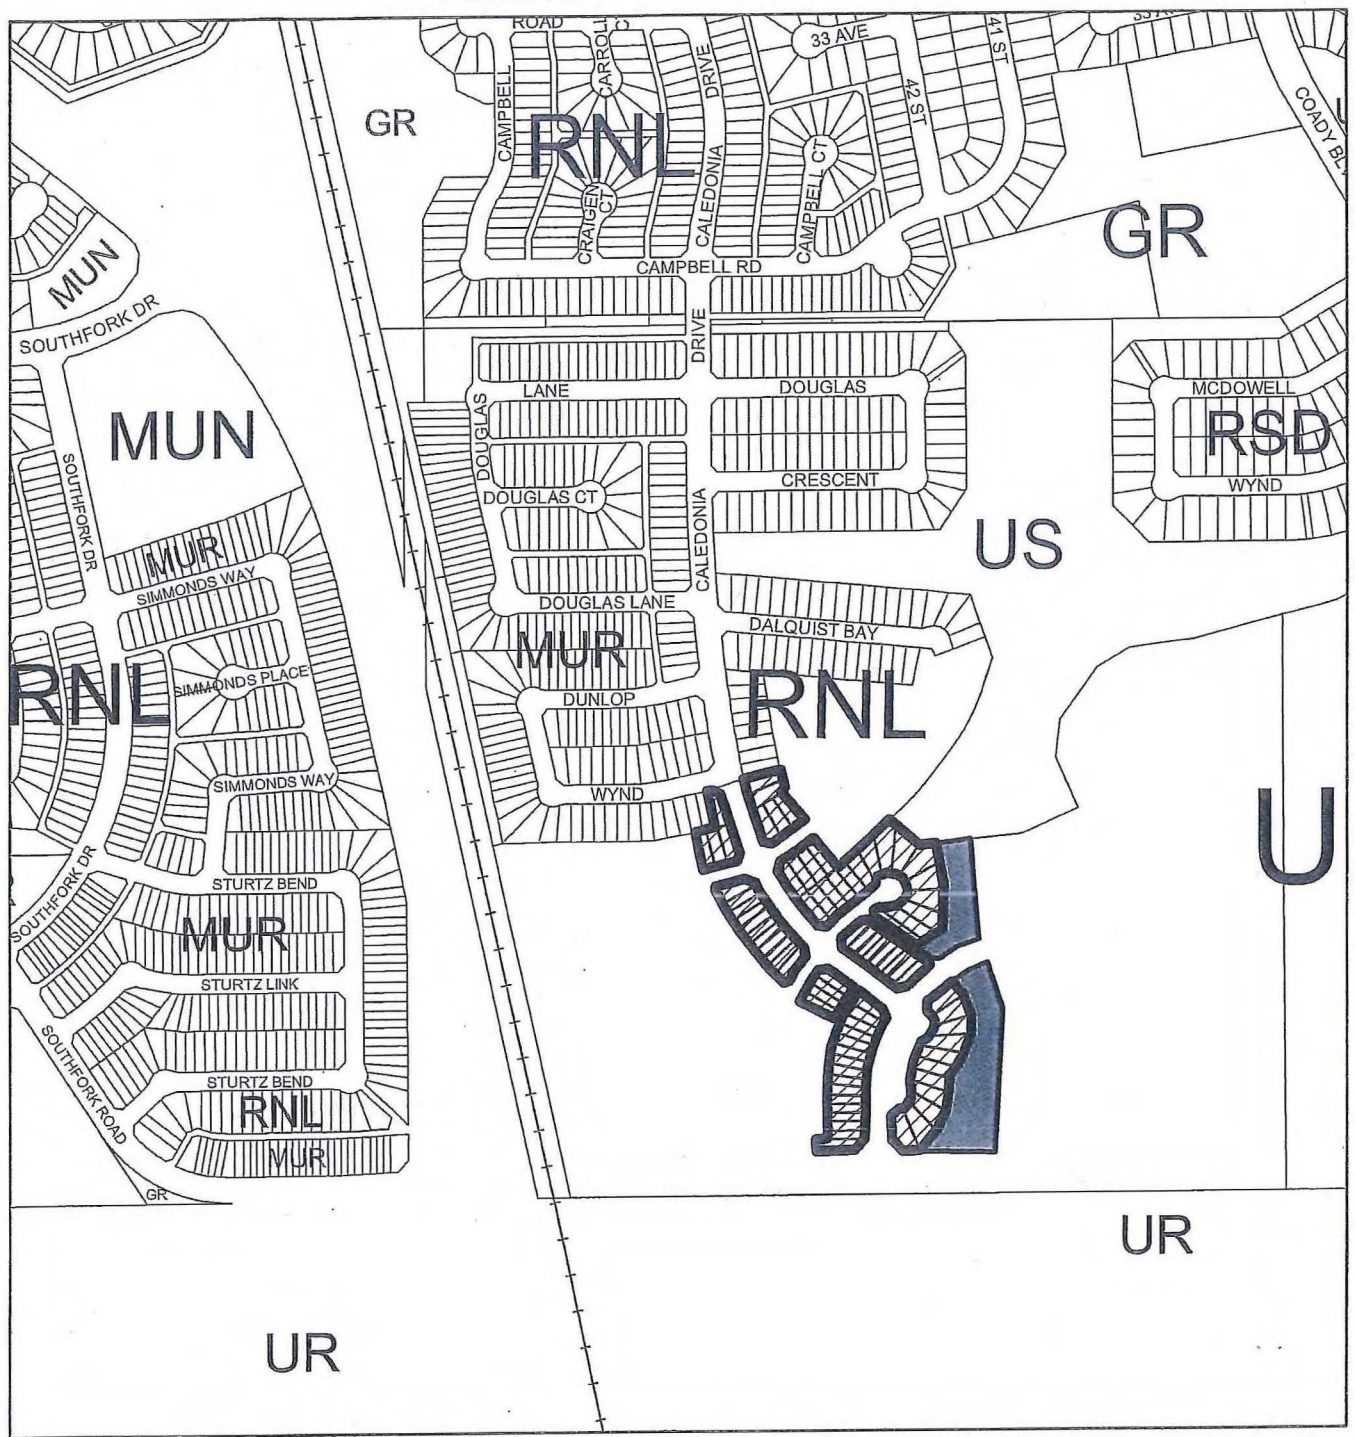 ROAD
CARROLL
C
33 AVE
33 A
41 ST
42 ST
COADY BL
U
GR
CAMPBELL
RNL
DRIVE
CALEDONIA
CRAIGEN CT
CAMPBELL CT
GR
CAMPBELL RD
MUN
SOUTHFORK DR
DRIVE
LANE
DOUGLAS
MCDOWELL
RSD
WYND
MUN
DOUGLAS
SOUTHFORK DR
DOUGLAS CT
CRESCENT
CALEDONIA
US
MUR
SIMMONDS WAY
DOUGLAS LANE
DALQUIST BAY
MUR
RNL
SIMMONDS PLACE
DUNLOP
RNL
SIMMONDS WAY
WYND
U
SOUTHFORK DR
STURTZ BEND
MUR
STURTZ LINK
SOUTHFORK ROAD
STURTZ BEND
RNL
MUR
GR
UR
UR